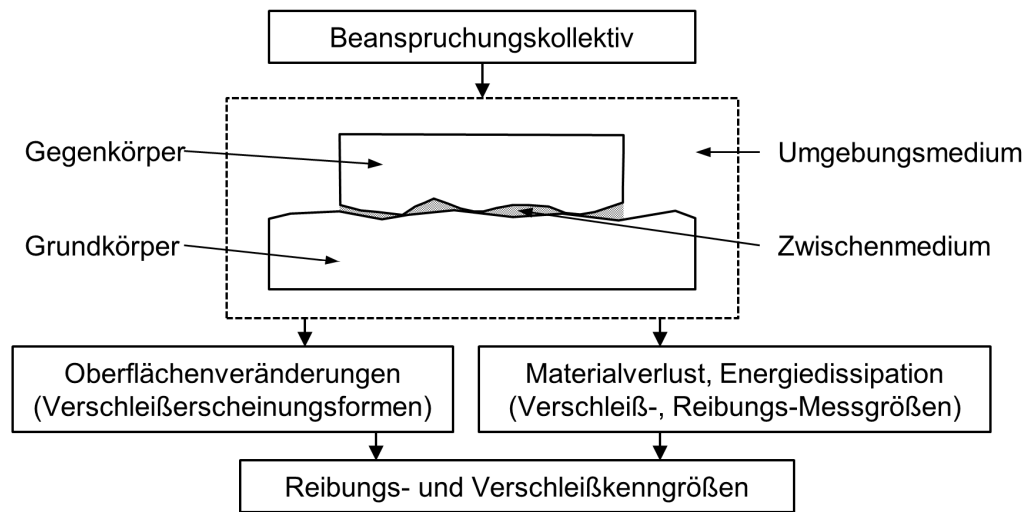 Beanspruchungskollektiv
Gegenkörper
Umgebungsmedium
Grundkörper
Zwischenmedium
Oberflächenveränderungen
(Verschleißerscheinungsformen)
Materialverlust, Energiedissipation
(Verschleiß-, Reibungs-Messgrößen)
Reibungs- und Verschleißkenngrößen